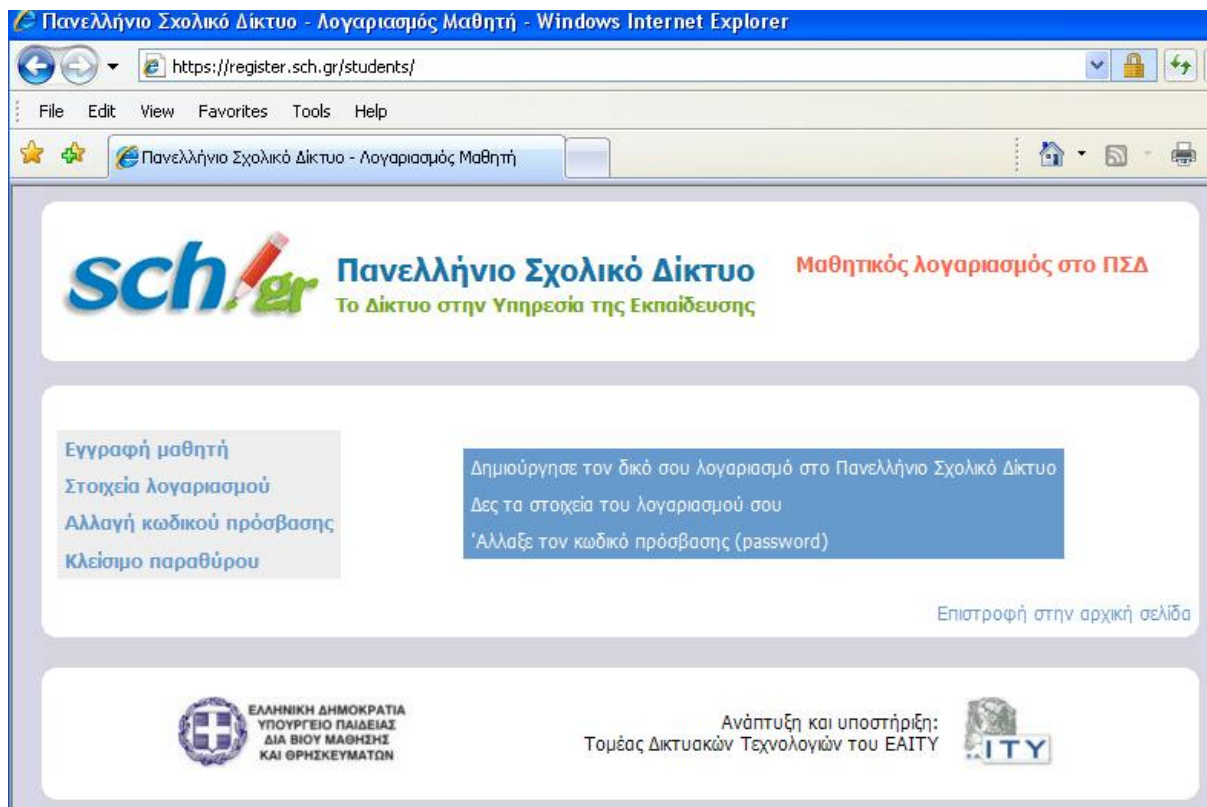 Πανελλήνιο Σχολικό Δίκτυο - Λογαριασμός Μαθητή - Windows Internet Explorer
https://register.sch.gr/students/
File Edit View Favorites Tools Help
Πανελλήνιο Σχολικό Δίκτυο - Λογαριασμός Μαθητή
sch.gr
Πανελλήνιο Σχολικό Δίκτυο
Το Δίκτυο στην Υπηρεσία της Εκπαίδευσης
Μαθητικός λογαριασμός στο ΠΣΔ
Εγγραφή μαθητή
Στοιχεία λογαριασμού
Αλλαγή κωδικού πρόσβασης
Κλείσιμο παραθύρου
Δημιούργησε τον δικό σου λογαριασμό στο Πανελλήνιο Σχολικό Δίκτυο
Δες τα στοιχεία του λογαριασμού σου
'Αλλαξε τον κωδικό πρόσβασης (password)
Επιστροφή στην αρχική σελίδα
ΕΛΛΗΝΙΚΗ ΔΗΜΟΚΡΑΤΙΑ
ΥΠΟΥΡΓΕΙΟ ΠΑΙΔΕΙΑΣ
ΔΙΑ ΒΙΟΥ ΜΑΘΗΣΗΣ
ΚΑΙ ΘΡΗΣΚΕΥΜΑΤΩΝ
Ανάπτυξη και υποστήριξη:
Τομέας Δικτυακών Τεχνολογιών του ΕΑΙΤΥ
ITY